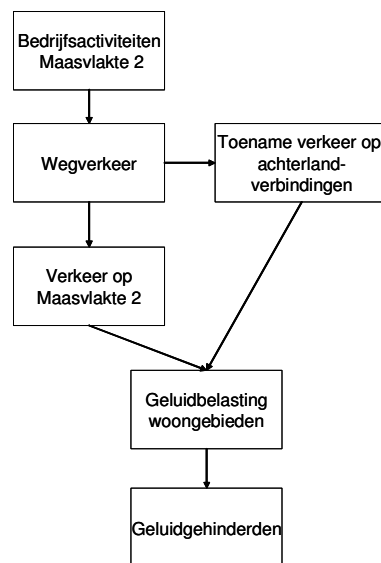 Bedrijfsactiviteiten
Maasvlakte 2
Wegverkeer
Toename verkeer op
achterland-
verbindingen
Verkeer op
Maasvlakte 2
Geluidbelasting
woongebieden
Geluidgehinderden